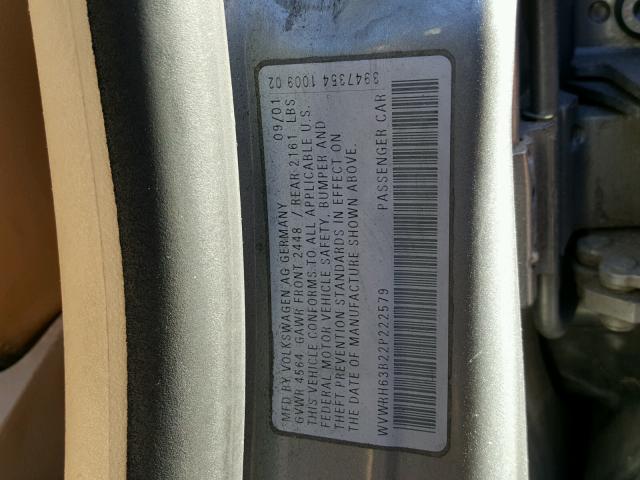 3947354 1009 02
MFD BY VOLKSWAGEN AG GERMANY 09/01
GVWR 4564 GAWR FRONT 2448 / REAR 2161 LBS
THIS VEHICLE CONFORMS TO ALL APPLICABLE U.S.
FEDERAL MOTOR VEHICLE SAFETY, BUMPER AND
THEFT PREVENTION STANDARDS IN EFFECT ON
THE DATE OF MANUFACTURE SHOWN ABOVE.
WVWRH63B22P222579 PASSENGER CAR